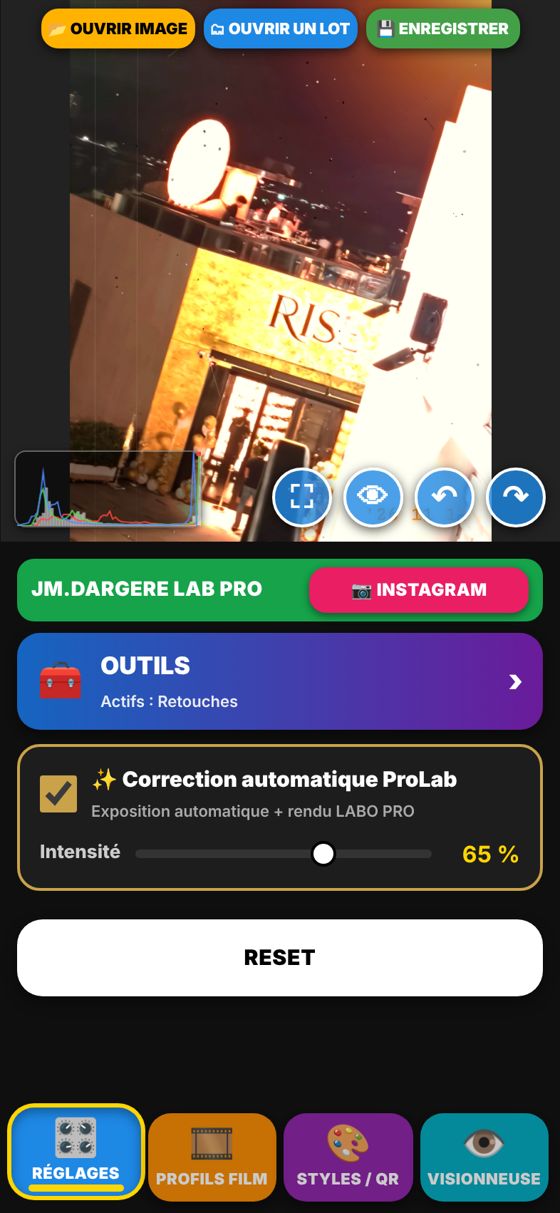 📂 OUVRIR IMAGE
🗂 OUVRIR UN LOT
💾 ENREGISTRER
RISE
JM.DARGERE LAB PRO
📷 INSTAGRAM
OUTILS
Actifs : Retouches
✨ Correction automatique ProLab
Exposition automatique + rendu LABO PRO
Intensité
65 %
RESET
RÉGLAGES
PROFILS FILM
STYLES / QR
VISIONNEUSE